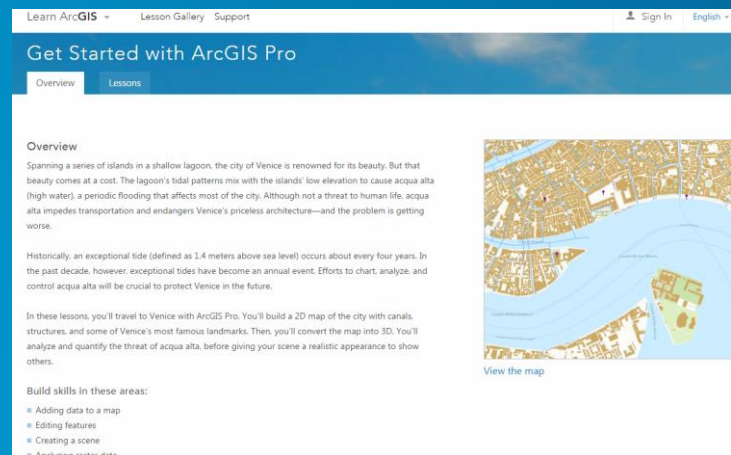 Learn ArcGIS
Lesson Gallery
Support
Sign In
English
Get Started with ArcGIS Pro
Overview
Lessons
Overview
Spanning a series of islands in a shallow lagoon, the city of Venice is renowned for its beauty. But that
beauty comes at a cost. The lagoon's tidal patterns mix with the islands' low elevation to cause acqua alta
(high water), a periodic flooding that affects most of the city. Although not a threat to human life, acqua
alta impedes transportation and endangers Venice's priceless architecture—and the problem is getting
worse.
Historically, an exceptional tide (defined as 1.4 meters above sea level) occurs about every four years. In
the past decade, however, exceptional tides have become an annual event. Efforts to chart, analyze, and
control acqua alta will be crucial to protect Venice in the future.
In these lessons, you'll travel to Venice with ArcGIS Pro. You'll build a 2D map of the city with canals,
structures, and some of Venice's most famous landmarks. Then, you'll convert the map into 3D. You'll
analyze and quantify the threat of acqua alta, before giving your scene a realistic appearance to show
others.
View the map
Build skills in these areas:
Adding data to a map
Editing features
Creating a scene
Analyzing raster data